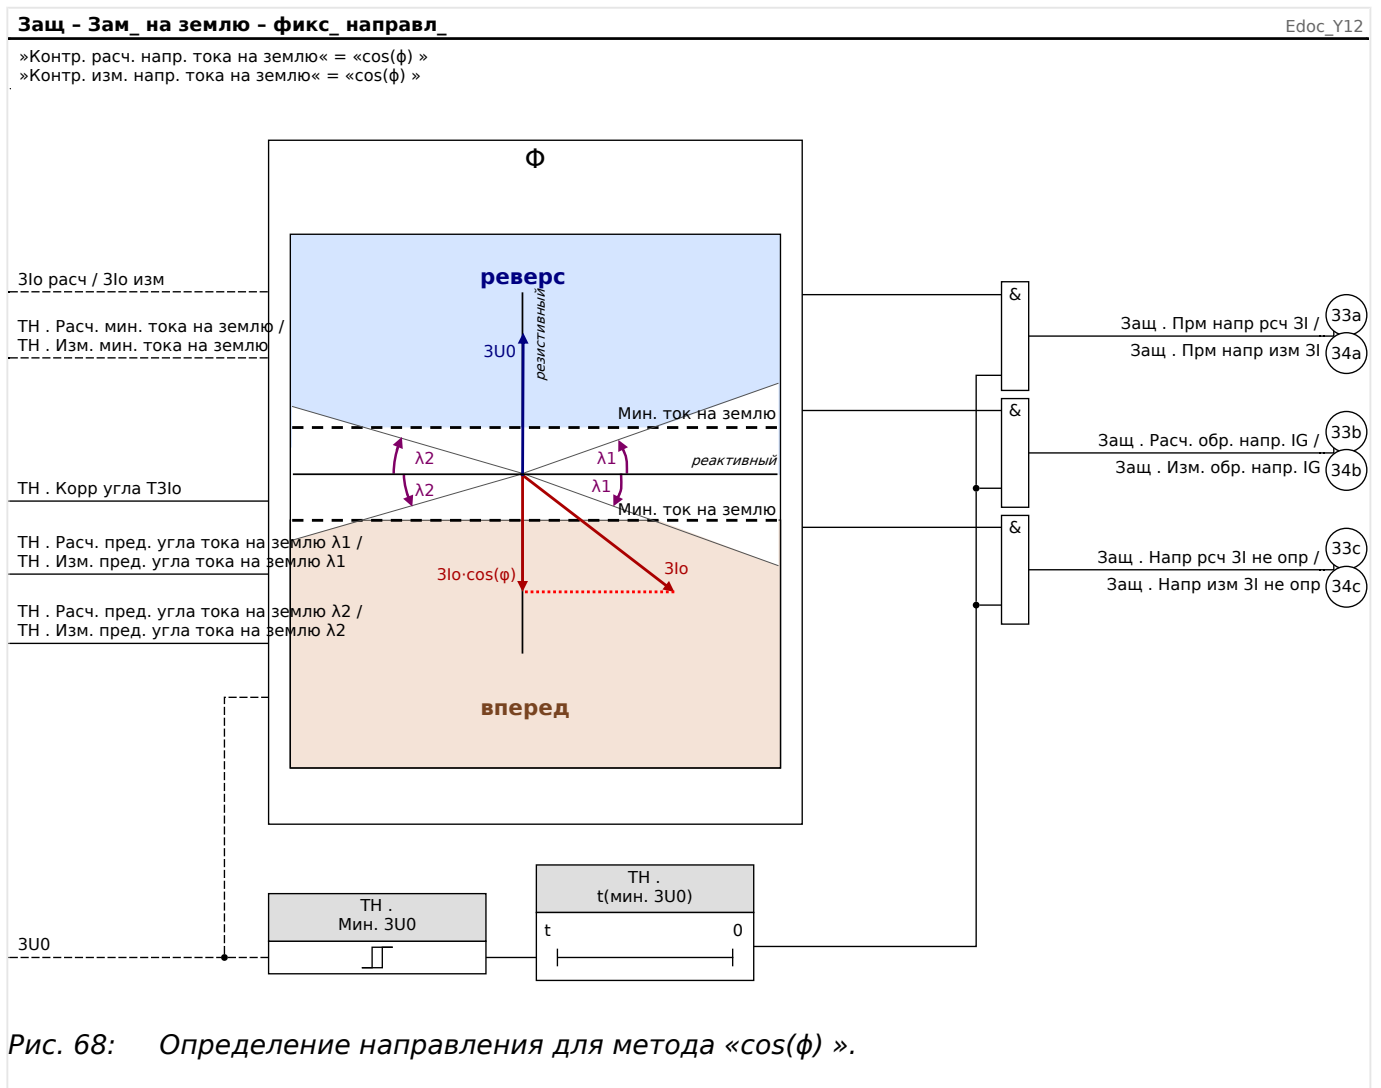 Защ – Зам_ на землю – фикс_ направл_
Edoc_Y12
»Контр. расч. напр. тока на землю« = «cos(ϕ) »
»Контр. изм. напр. тока на землю« = «cos(ϕ) »
Φ
реверс
резистивный
3U0
Мин. ток на землю
реактивный
λ2
λ1
λ2
λ1
Мин. ток на землю
3Io·cos(φ)
3Io
вперед
3Io расч / 3Io изм
ТН . Расч. мин. тока на землю /
ТН . Изм. мин. тока на землю
ТН . Корр угла Т3Io
ТН . Расч. пред. угла тока на землю λ1 /
ТН . Изм. пред. угла тока на землю λ1
ТН . Расч. пред. угла тока на землю λ2 /
ТН . Изм. пред. угла тока на землю λ2
3U0
ТН .
Мин. 3U0
ТН .
t(мин. 3U0)
t 0
&
Защ . Прм напр рсч ЗІ /
33a
Защ . Прм напр изм ЗІ
34a
&
Защ . Расч. обр. напр. IG /
33b
Защ . Изм. обр. напр. IG
34b
&
Защ . Напр рсч ЗІ не опр /
33c
Защ . Напр изм ЗІ не опр
34c
Рис. 68: Определение направления для метода «cos(ϕ) ».